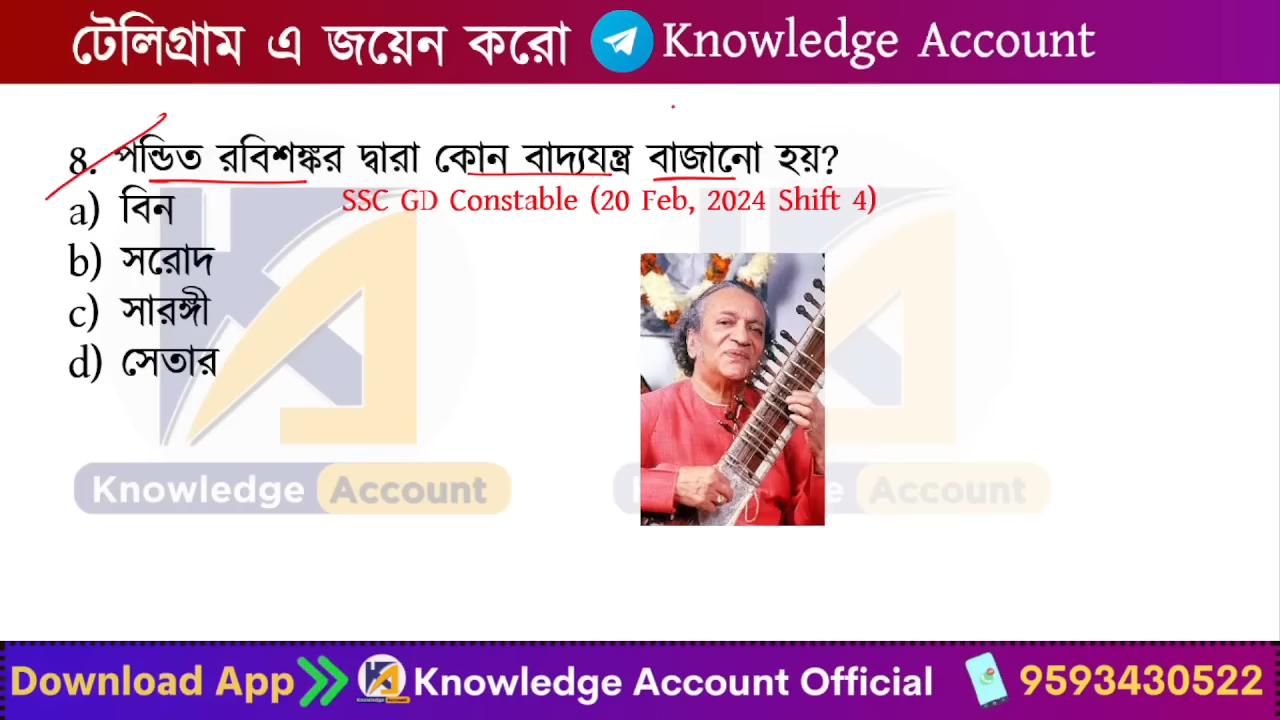 টেলিগ্রাম এ জয়েন করো Knowledge Account
8. পন্ডিত রবিশঙ্কর দ্বারা কোন বাদ্যযন্ত্র বাজানো হয়?
a) বিন
SSC GD Constable (20 Feb, 2024 Shift 4)
b) সরোদ
c) সারঙ্গী
d) সেতার
Knowledge Account
Account
Download App Knowledge Account Official 9593430522